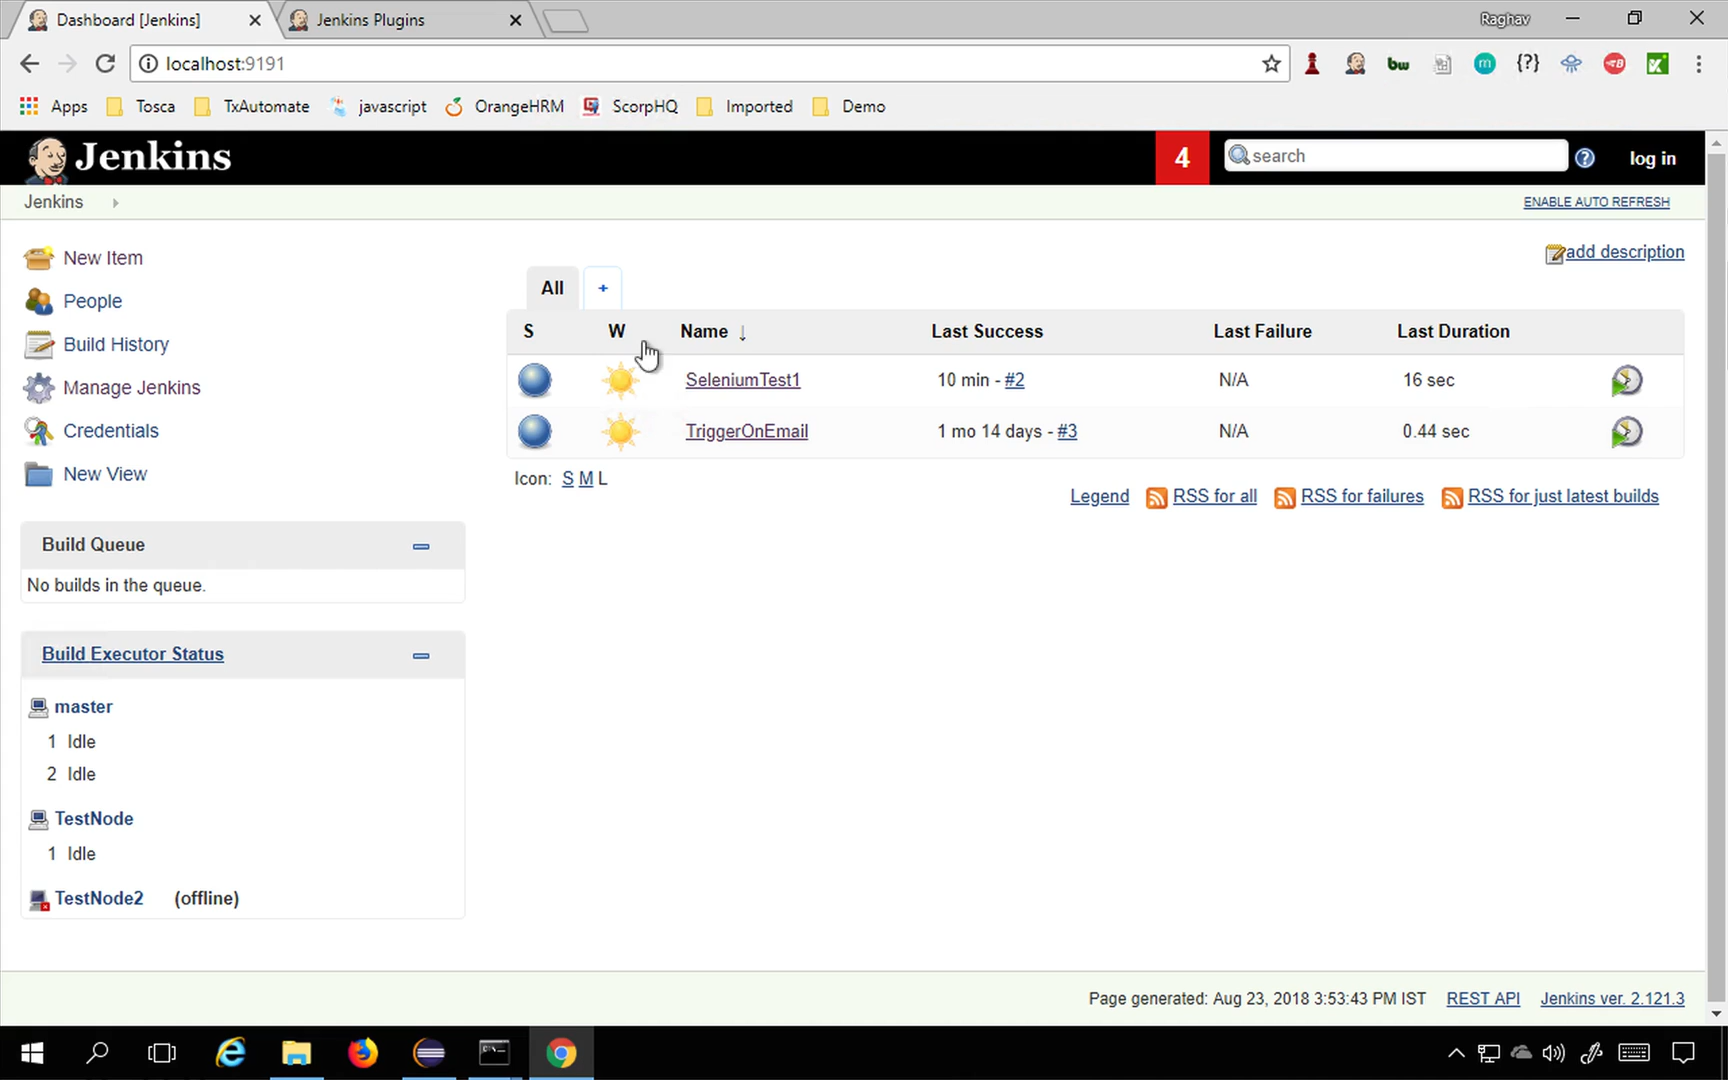 Dashboard [Jenkins]
Jenkins Plugins
Raghav
localhost:9191
bw
m
{?}
Apps
Tosca
TxAutomate
javascript
OrangeHRM
ScorpHQ
Imported
Demo
Jenkins
4
search
log in
Jenkins
ENABLE AUTO REFRESH
New Item
People
Build History
Manage Jenkins
Credentials
New View
add description
All
+
S W Name ↓ Last Success Last Failure Last Duration
SeleniumTest1 10 min - #2 N/A 16 sec
TriggerOnEmail 1 mo 14 days - #3 N/A 0.44 sec
Icon: S M L
Legend RSS for all RSS for failures RSS for just latest builds
Build Queue
No builds in the queue.
Build Executor Status
master
1 Idle
2 Idle
TestNode
1 Idle
TestNode2 (offline)
Page generated: Aug 23, 2018 3:53:43 PM IST REST API Jenkins ver. 2.121.3